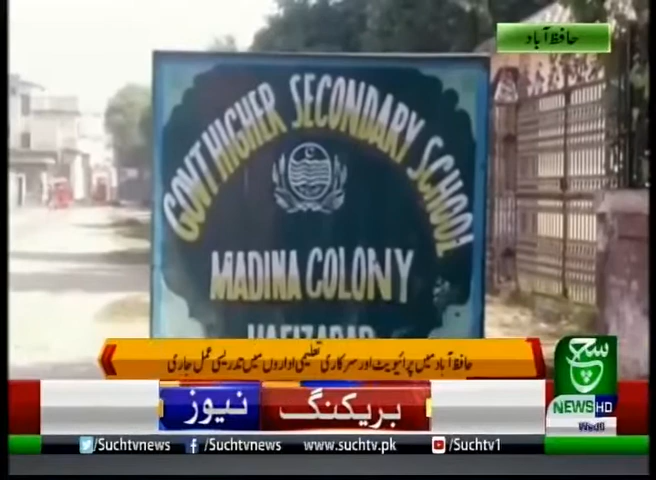 حافظ آباد
GOVT HIGHER SECONDARY SCHOOL
MADINA COLONY
HAFIZABAD
حافظ آباد میں پرائیویٹ اور سرکاری تعلیمی اداروں میں تدریسی عمل جاری
بریکنگ نیوز
سچ
NEWS HD
/Suchtvnews /Suchtvnews www.suchtv.pk /Suchtv1